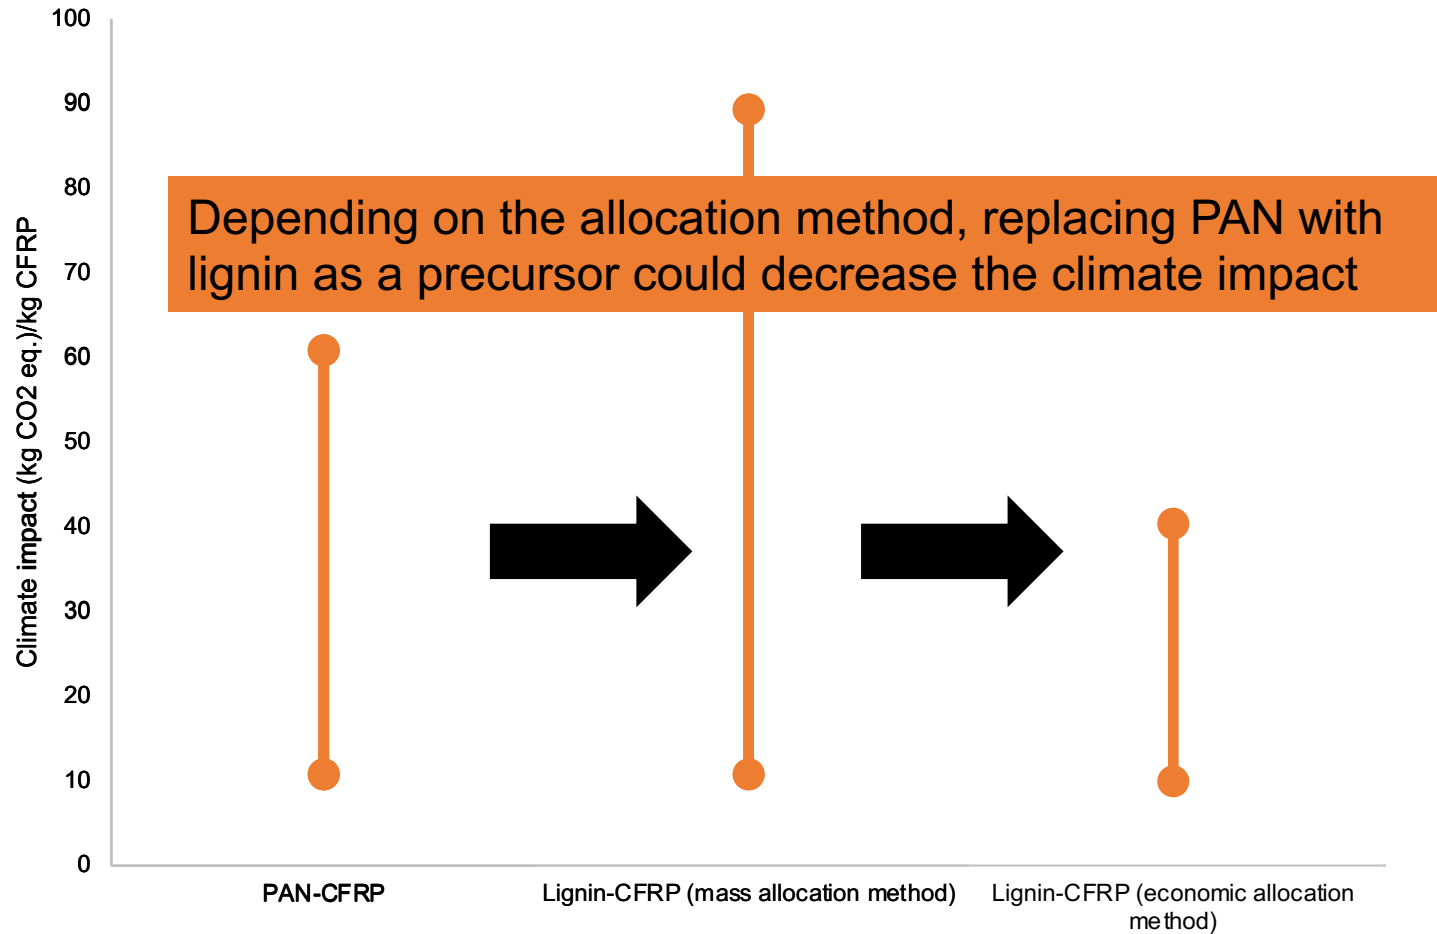 100
90
80
70
60
50
40
30
20
10
0
Climate impact (kg CO2 eq.)/kg CFRP
Depending on the allocation method, replacing PAN with
lignin as a precursor could decrease the climate impact
PAN-CFRP
Lignin-CFRP (mass allocation method)
Lignin-CFRP (economic allocation
method)